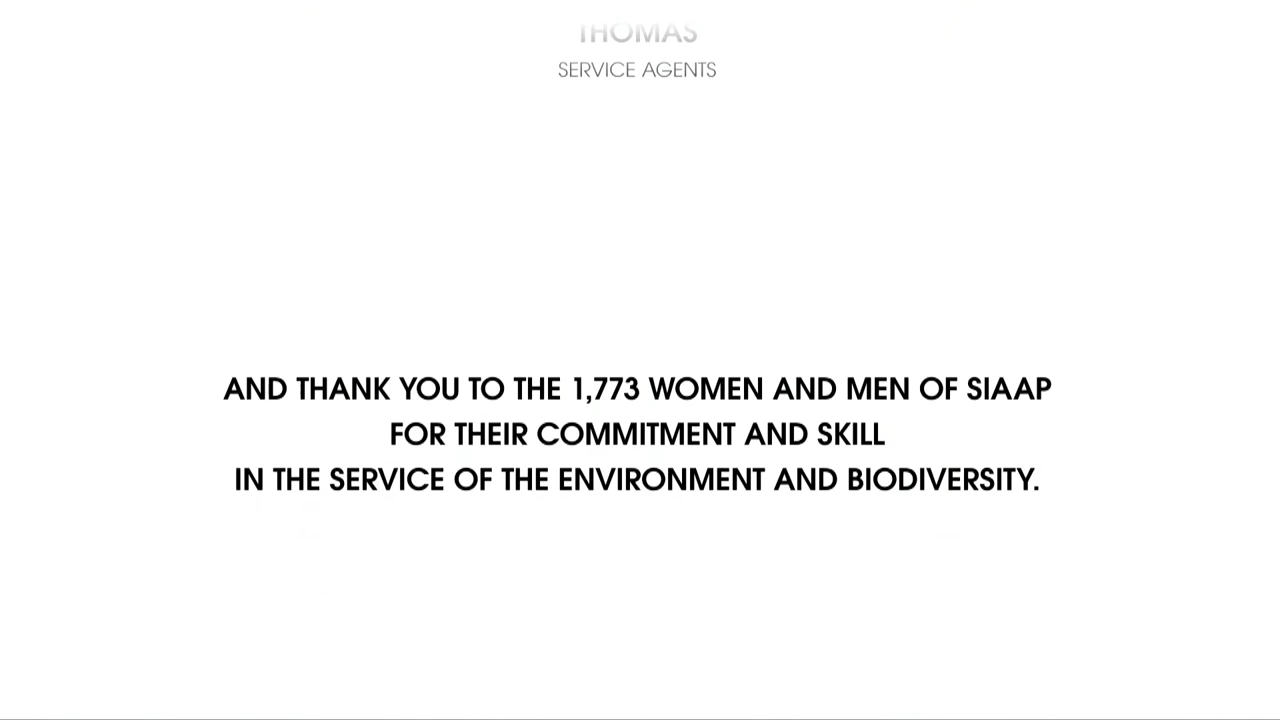 THOMAS
SERVICE AGENTS
AND THANK YOU TO THE 1,773 WOMEN AND MEN OF SIAAP
FOR THEIR COMMITMENT AND SKILL
IN THE SERVICE OF THE ENVIRONMENT AND BIODIVERSITY.